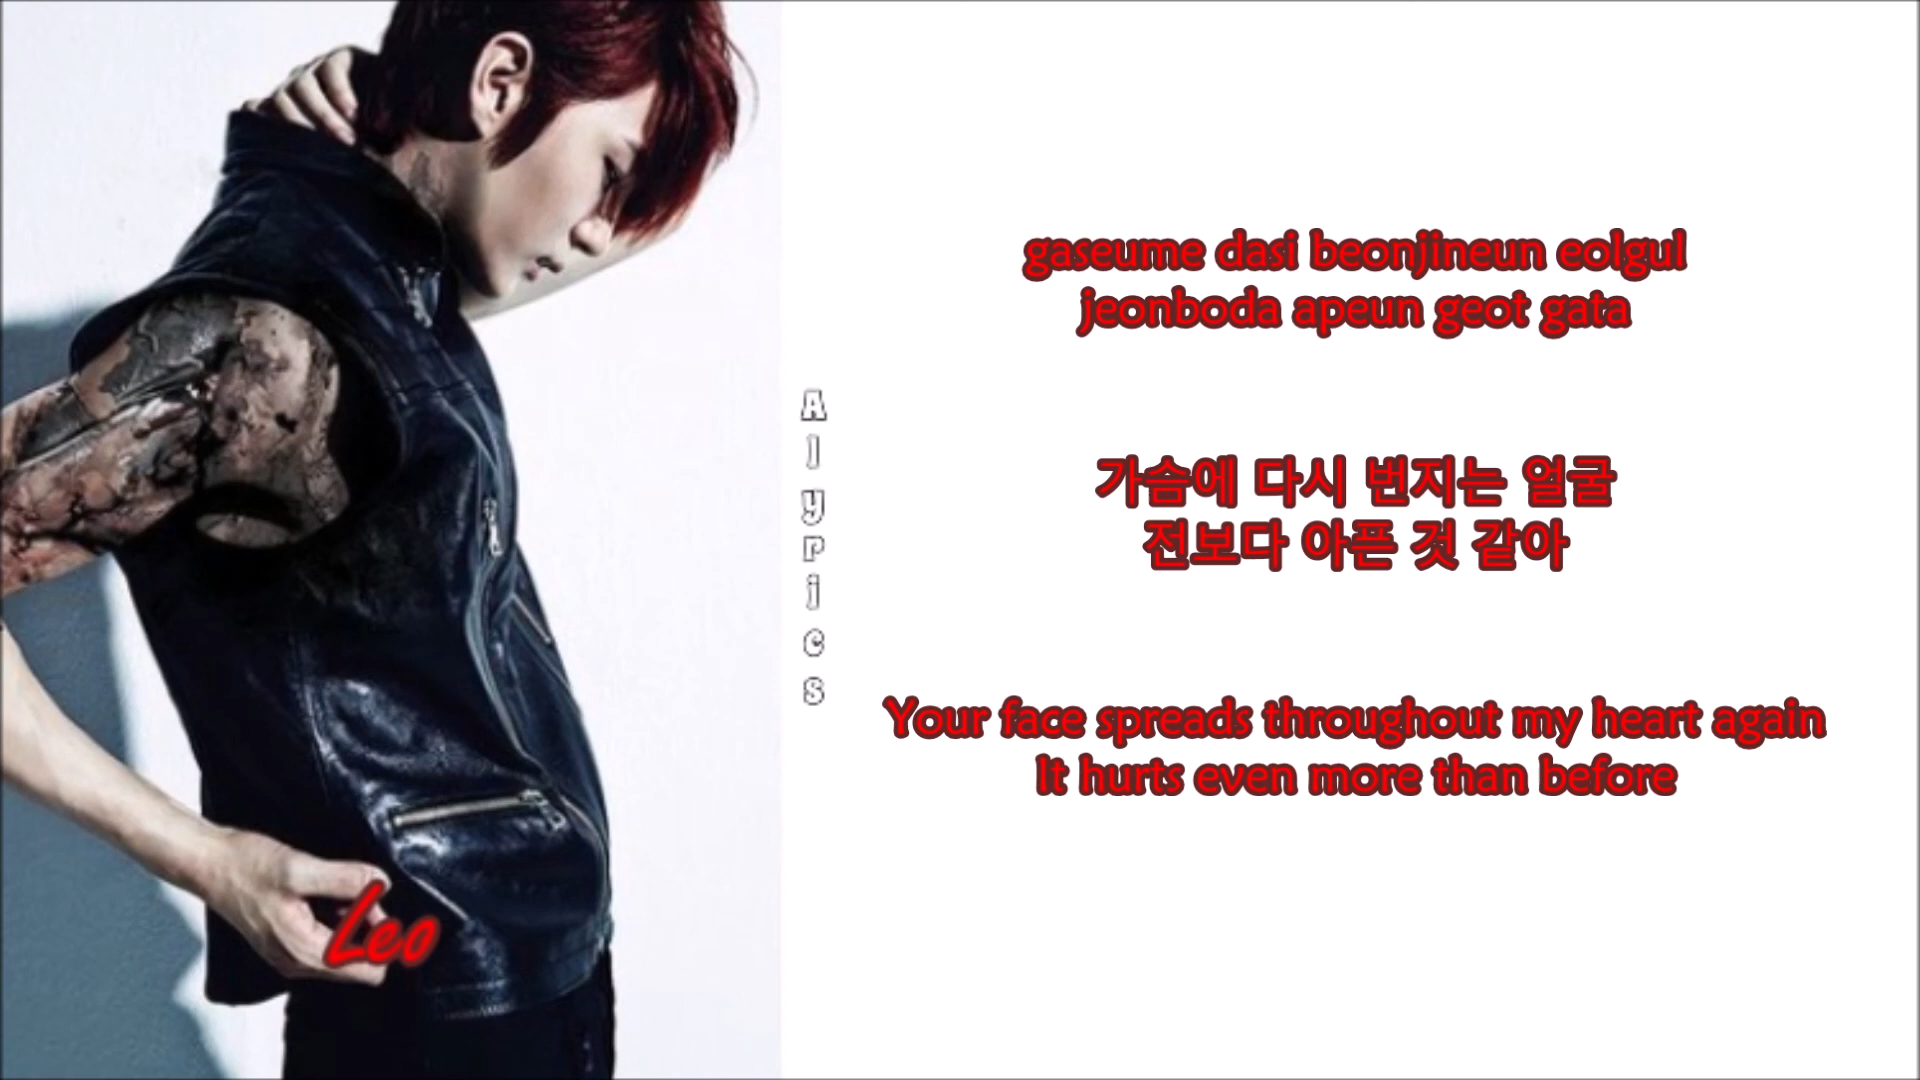 gaseume dasi beonjineun eolgul
jeonboda apeun geot gata
Alyrics
가슴에 다시 번지는 얼굴
전보다 아픈 것 같아
Your face spreads throughout my heart again
It hurts even more than before
Leo